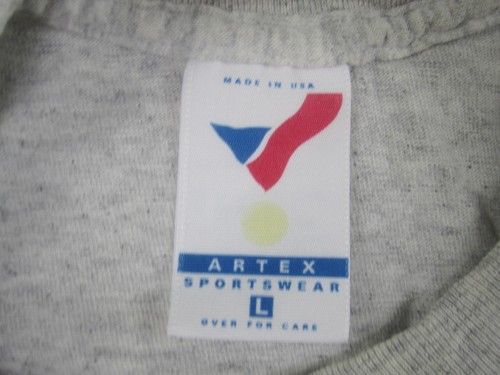 MADE IN USA
ARTEX
SPORTSWEAR
L
OVER FOR CARE